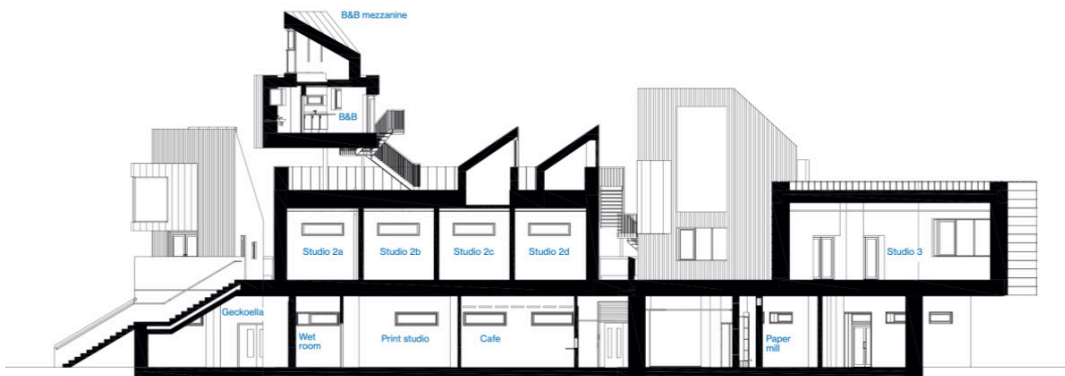 B&B mezzanine
B&B
Studio 2a
Studio 2b
Studio 2c
Studio 2d
Studio 3
Geckoella
Wet
room
Print studio
Cafe
Paper
mill